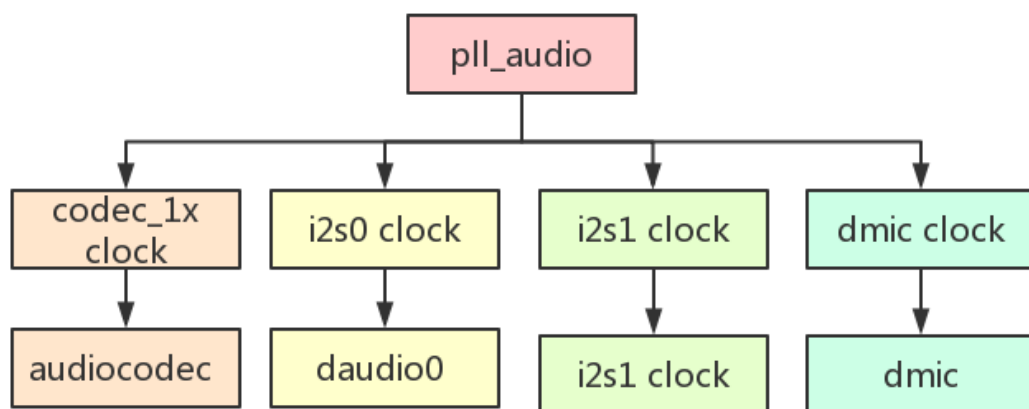 pll_audio
codec_1x
clock
i2s0 clock
i2s1 clock
dmic clock
audiocodec
daudio0
i2s1 clock
dmic